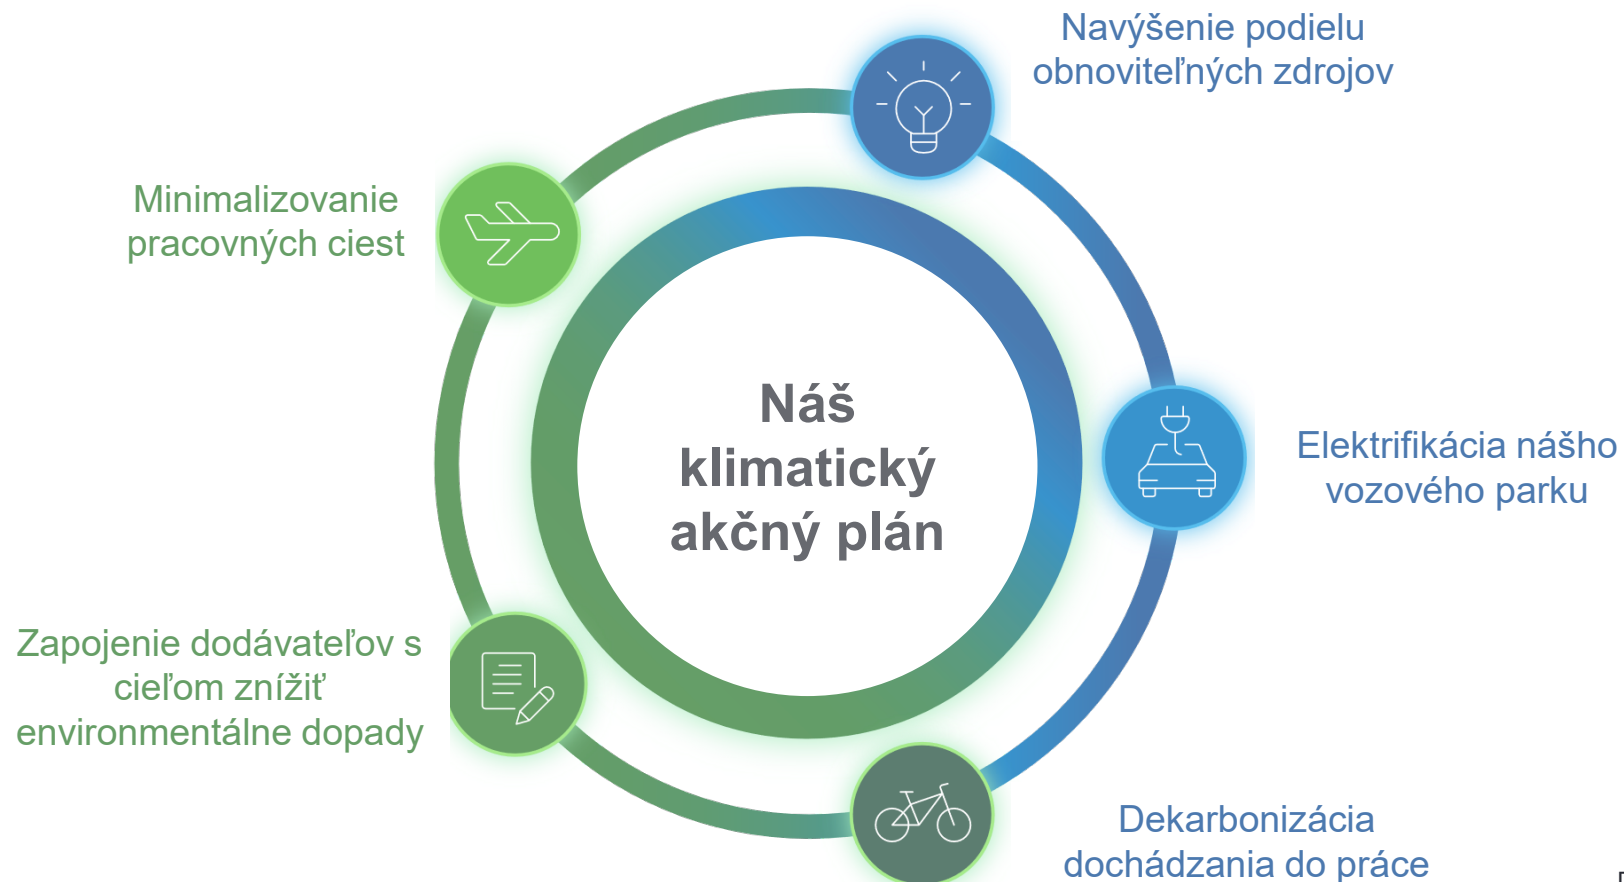 Navýšenie podielu
obnoviteľných zdrojov
Minimalizovanie
pracovných ciest
Náš
klimatický
akčný plán
Elektrifikácia nášho
vozového parku
Zapojenie dodávateľov s
cieľom znížiť
environmentálne dopady
Dekarbonizácia
dochádzania do práce